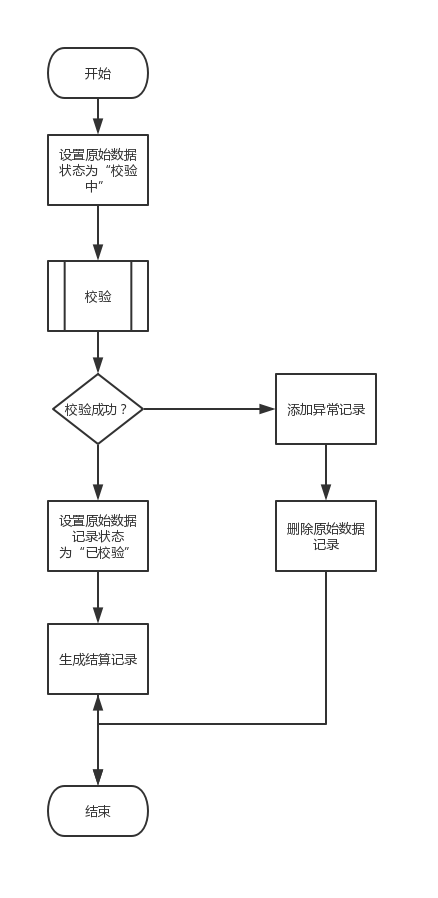 开始
设置原始数据
状态为“校验
中”
校验
校验成功？
添加异常记录
设置原始数据
记录状态
为“已校验”
删除原始数据
记录
生成结算记录
结束